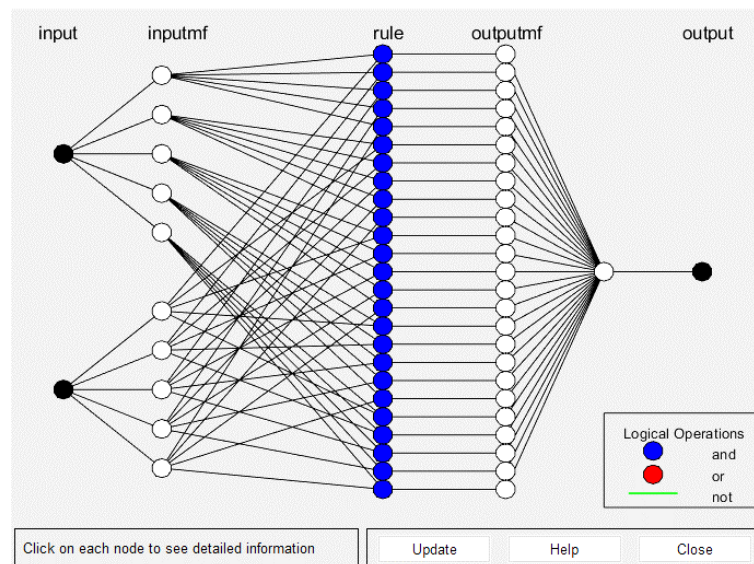 input inputmf rule outputmf output
Logical Operations
and
or
not
Click on each node to see detailed information
Update Help Close